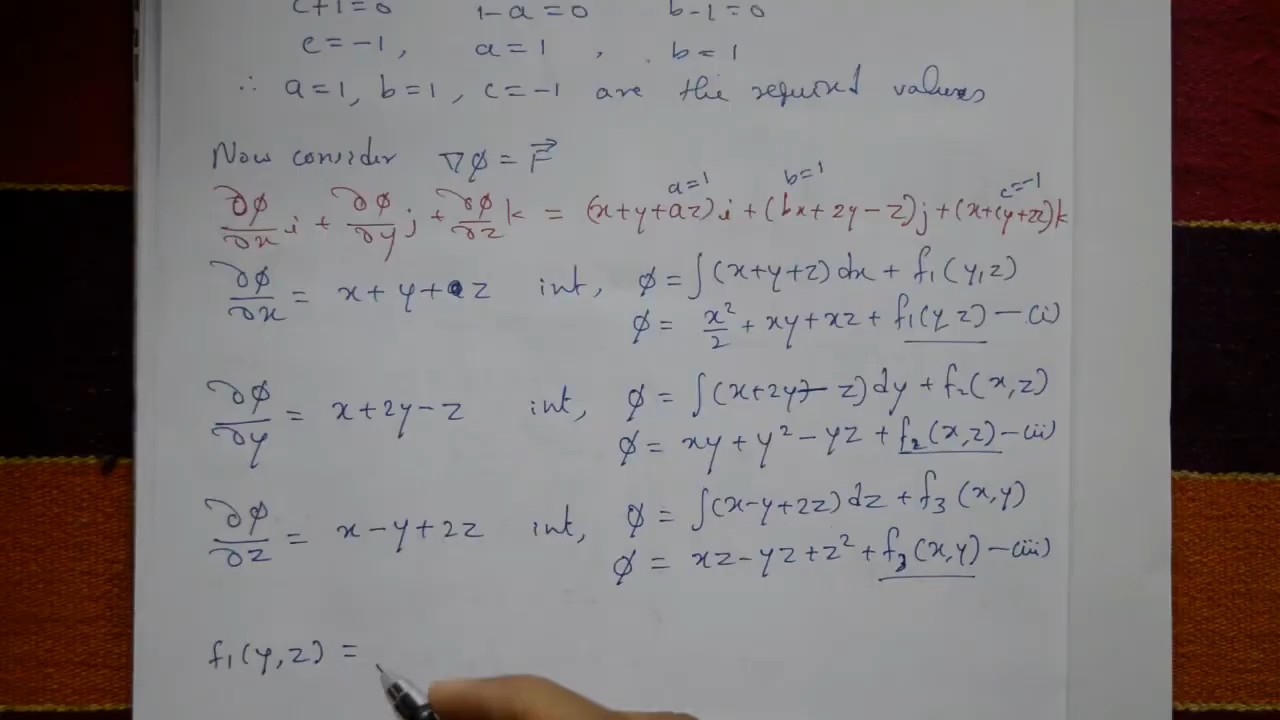 c+1=0 1-a=0 b-1=0
c=-1, a=1, b=1
∴ a=1, b=1, c=-1 are the required values
Now consider ∇φ = F⃗
a=1 b=1 c=-1
∂φ/∂x i + ∂φ/∂y j + ∂φ/∂z k = (x+y+az)i + (bx+2y-z)j + (x+cy+2z)k
∂φ/∂x = x+y+z int, φ = ∫(x+y+z)dx + f₁(y,z)
φ = x²/2 + xy + xz + f₁(y z) - (i)
∂φ/∂y = x+2y-z int, φ = ∫(x+2y-z)dy + f₂(x,z)
φ = xy + y² - yz + f₂(x,z) - (ii)
∂φ/∂z = x-y+2z int, φ = ∫(x-y+2z)dz + f₃(x,y)
φ = xz - yz + z² + f₃(x,y) - (iii)
f₁(y,z) =